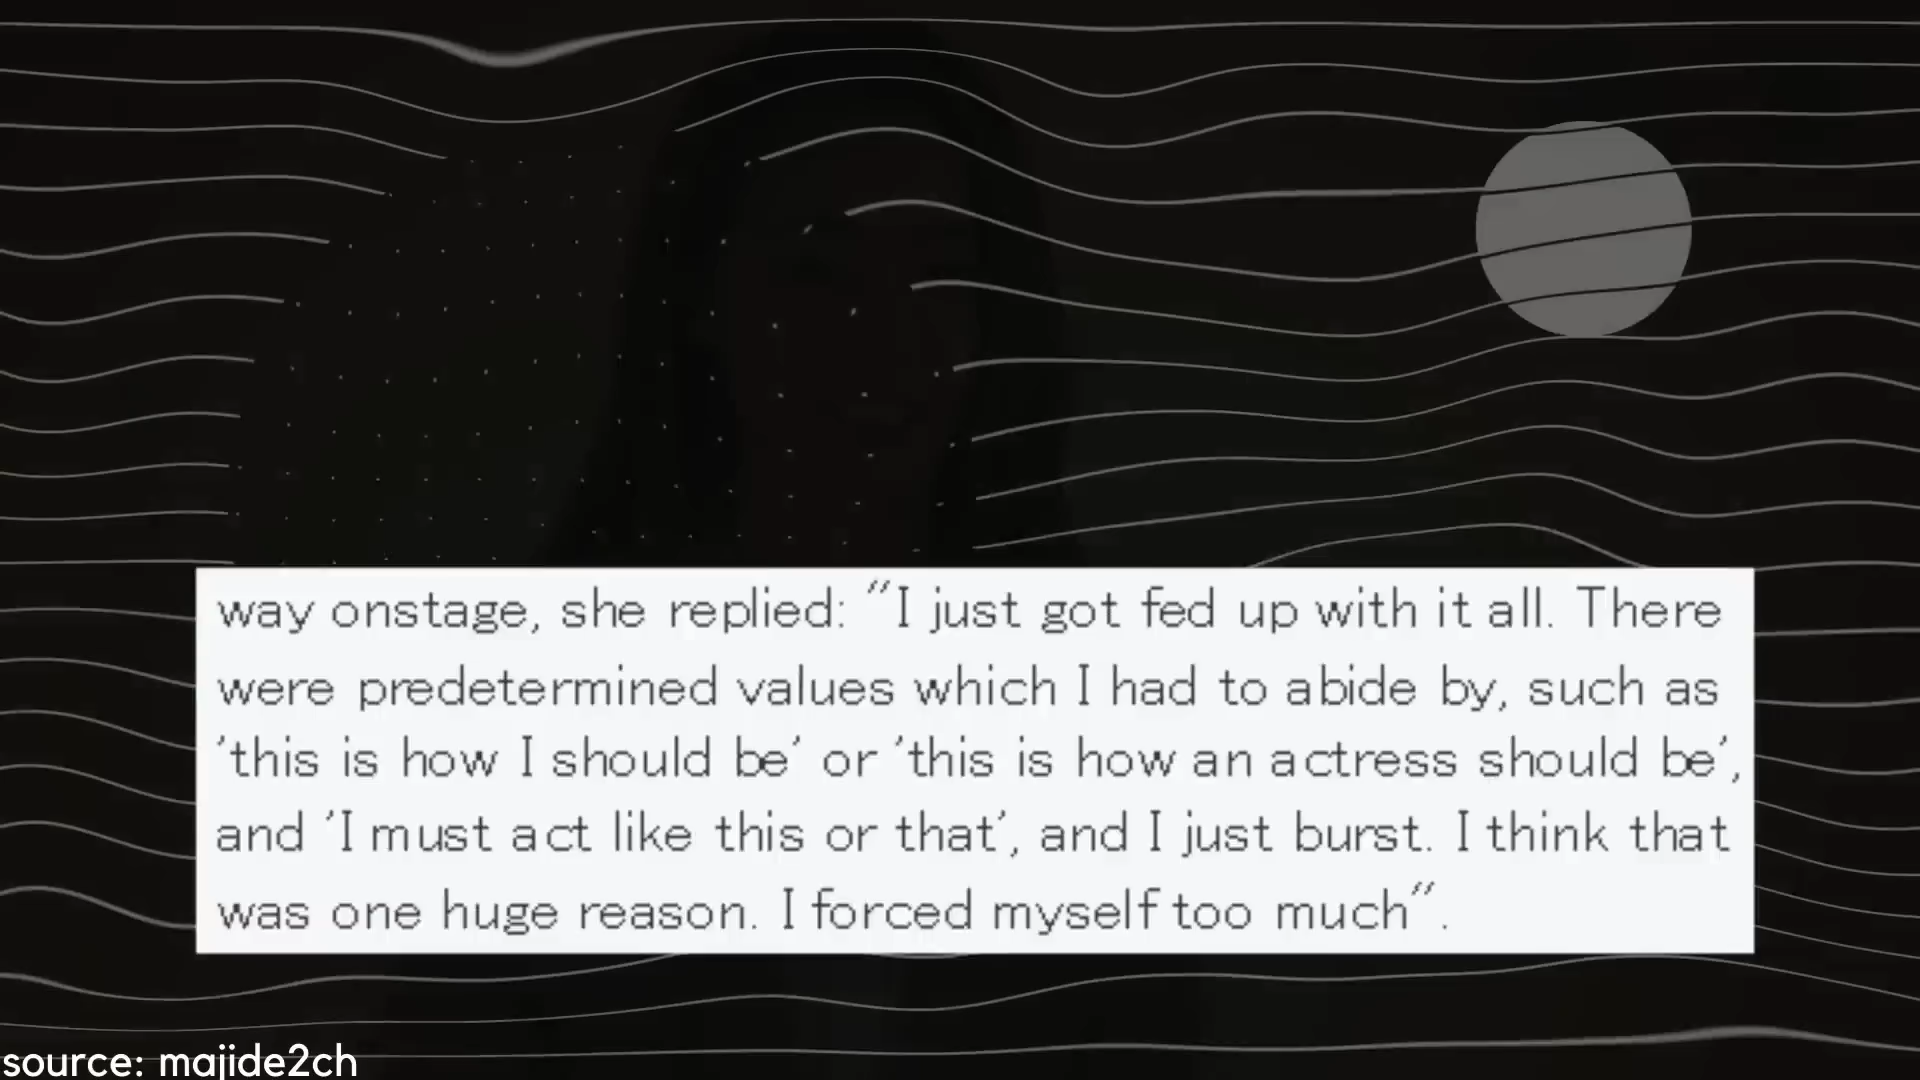 way onstage, she replied: “I just got fed up with it all. There
were predetermined values which I had to abide by, such as
‘this is how I should be’ or ‘this is how an actress should be’,
and ‘I must act like this or that’, and I just burst. I think that
was one huge reason. I forced myself too much”.
source: majide2ch